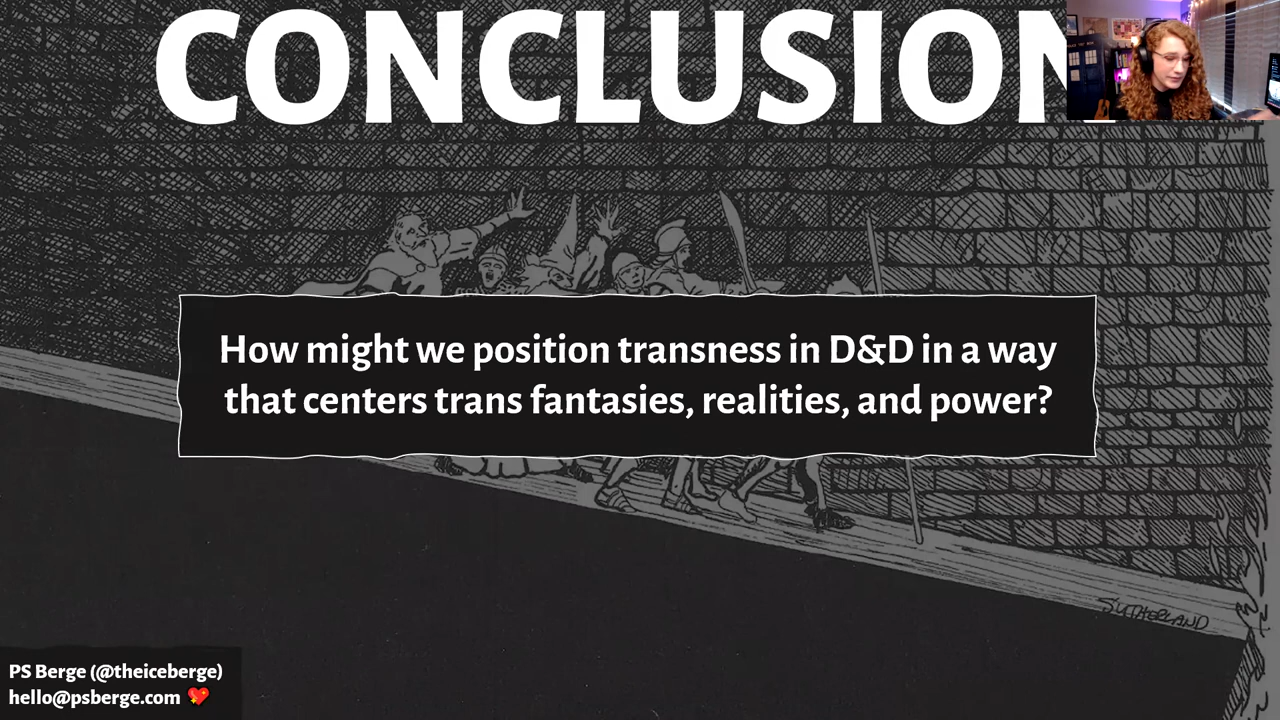 CONCLUSION
How might we position transness in D&D in a way
that centers trans fantasies, realities, and power?
SUTHERLAND
PS Berge (@theiceberge)
hello@psberge.com 💖